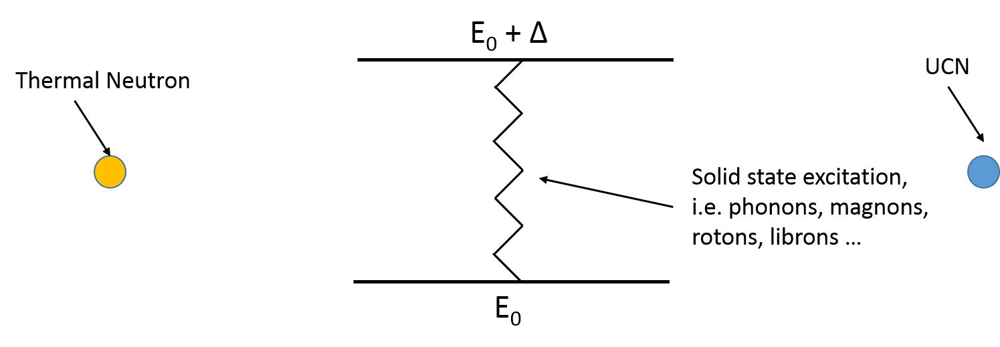 E₀ + Δ
Thermal Neutron
UCN
Solid state excitation,
i.e. phonons, magnons,
rotons, librons ...
E₀